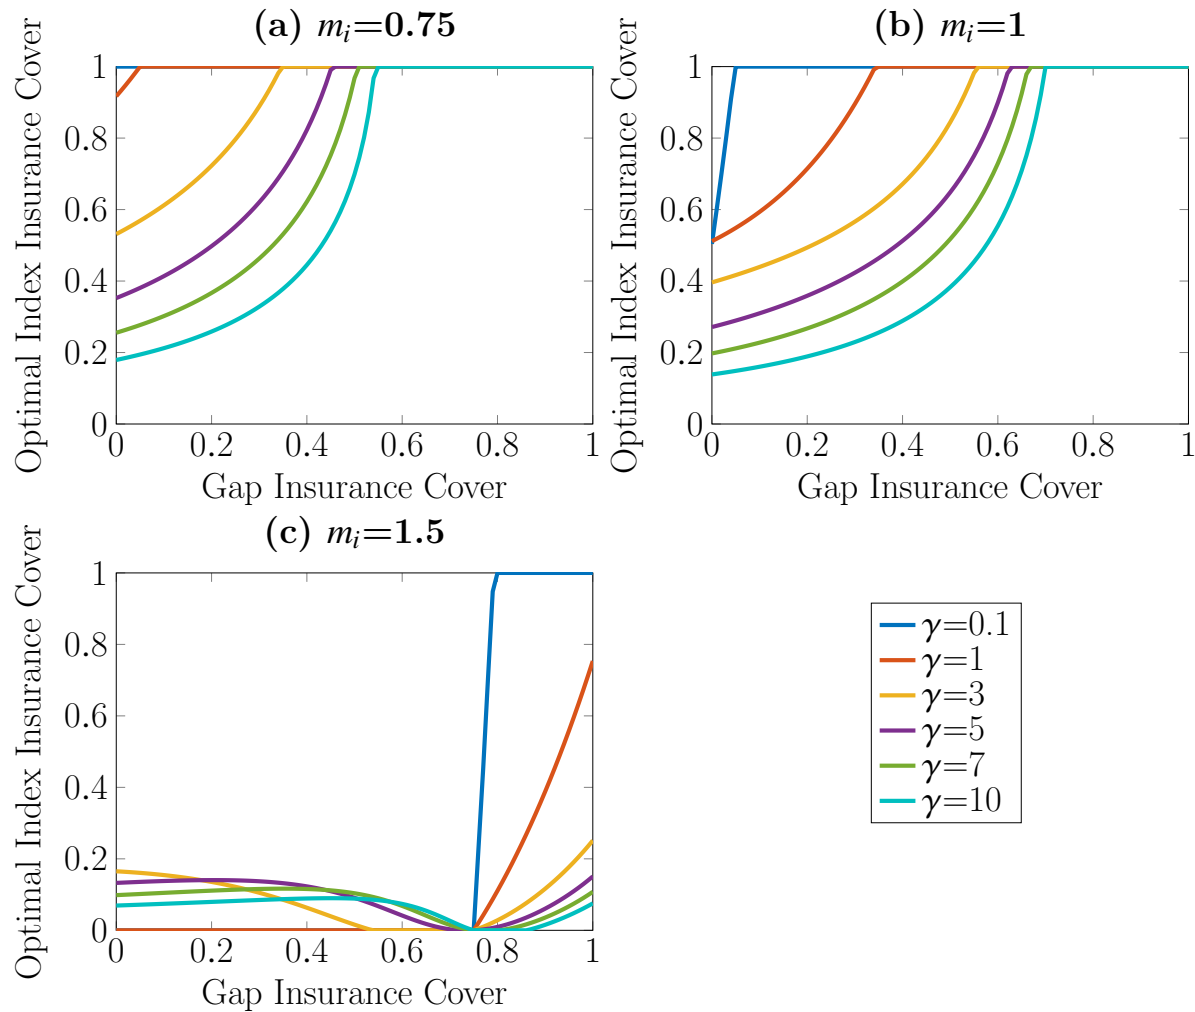 (a) mᵢ=0.75
Optimal Index Insurance Cover
1
0.8
0.6
0.4
0.2
0
0 0.2 0.4 0.6 0.8 1
Gap Insurance Cover
(b) mᵢ=1
Optimal Index Insurance Cover
1
0.8
0.6
0.4
0.2
0
0 0.2 0.4 0.6 0.8 1
Gap Insurance Cover
(c) mᵢ=1.5
Optimal Index Insurance Cover
1
0.8
0.6
0.4
0.2
0
0 0.2 0.4 0.6 0.8 1
Gap Insurance Cover
γ=0.1
γ=1
γ=3
γ=5
γ=7
γ=10